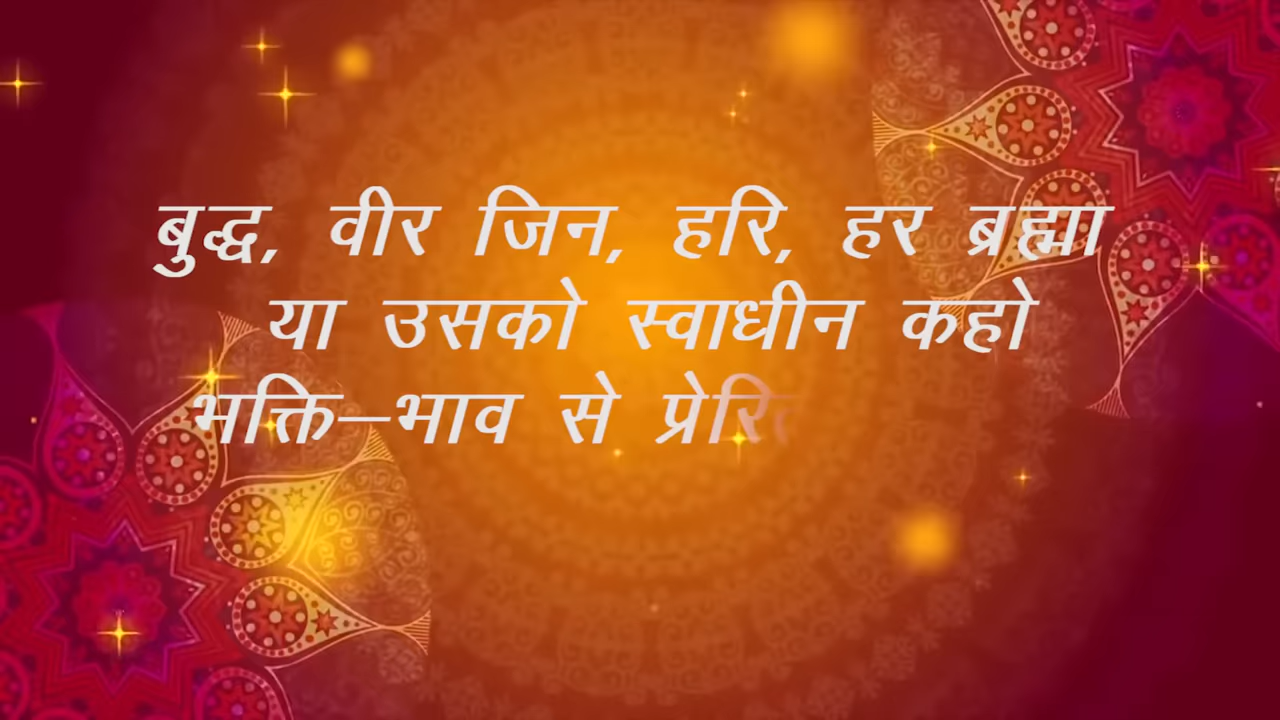 बुद्ध, वीर जिन, हरि, हर ब्रह्मा
या उसको स्वाधीन कहो
भक्ति–भाव से